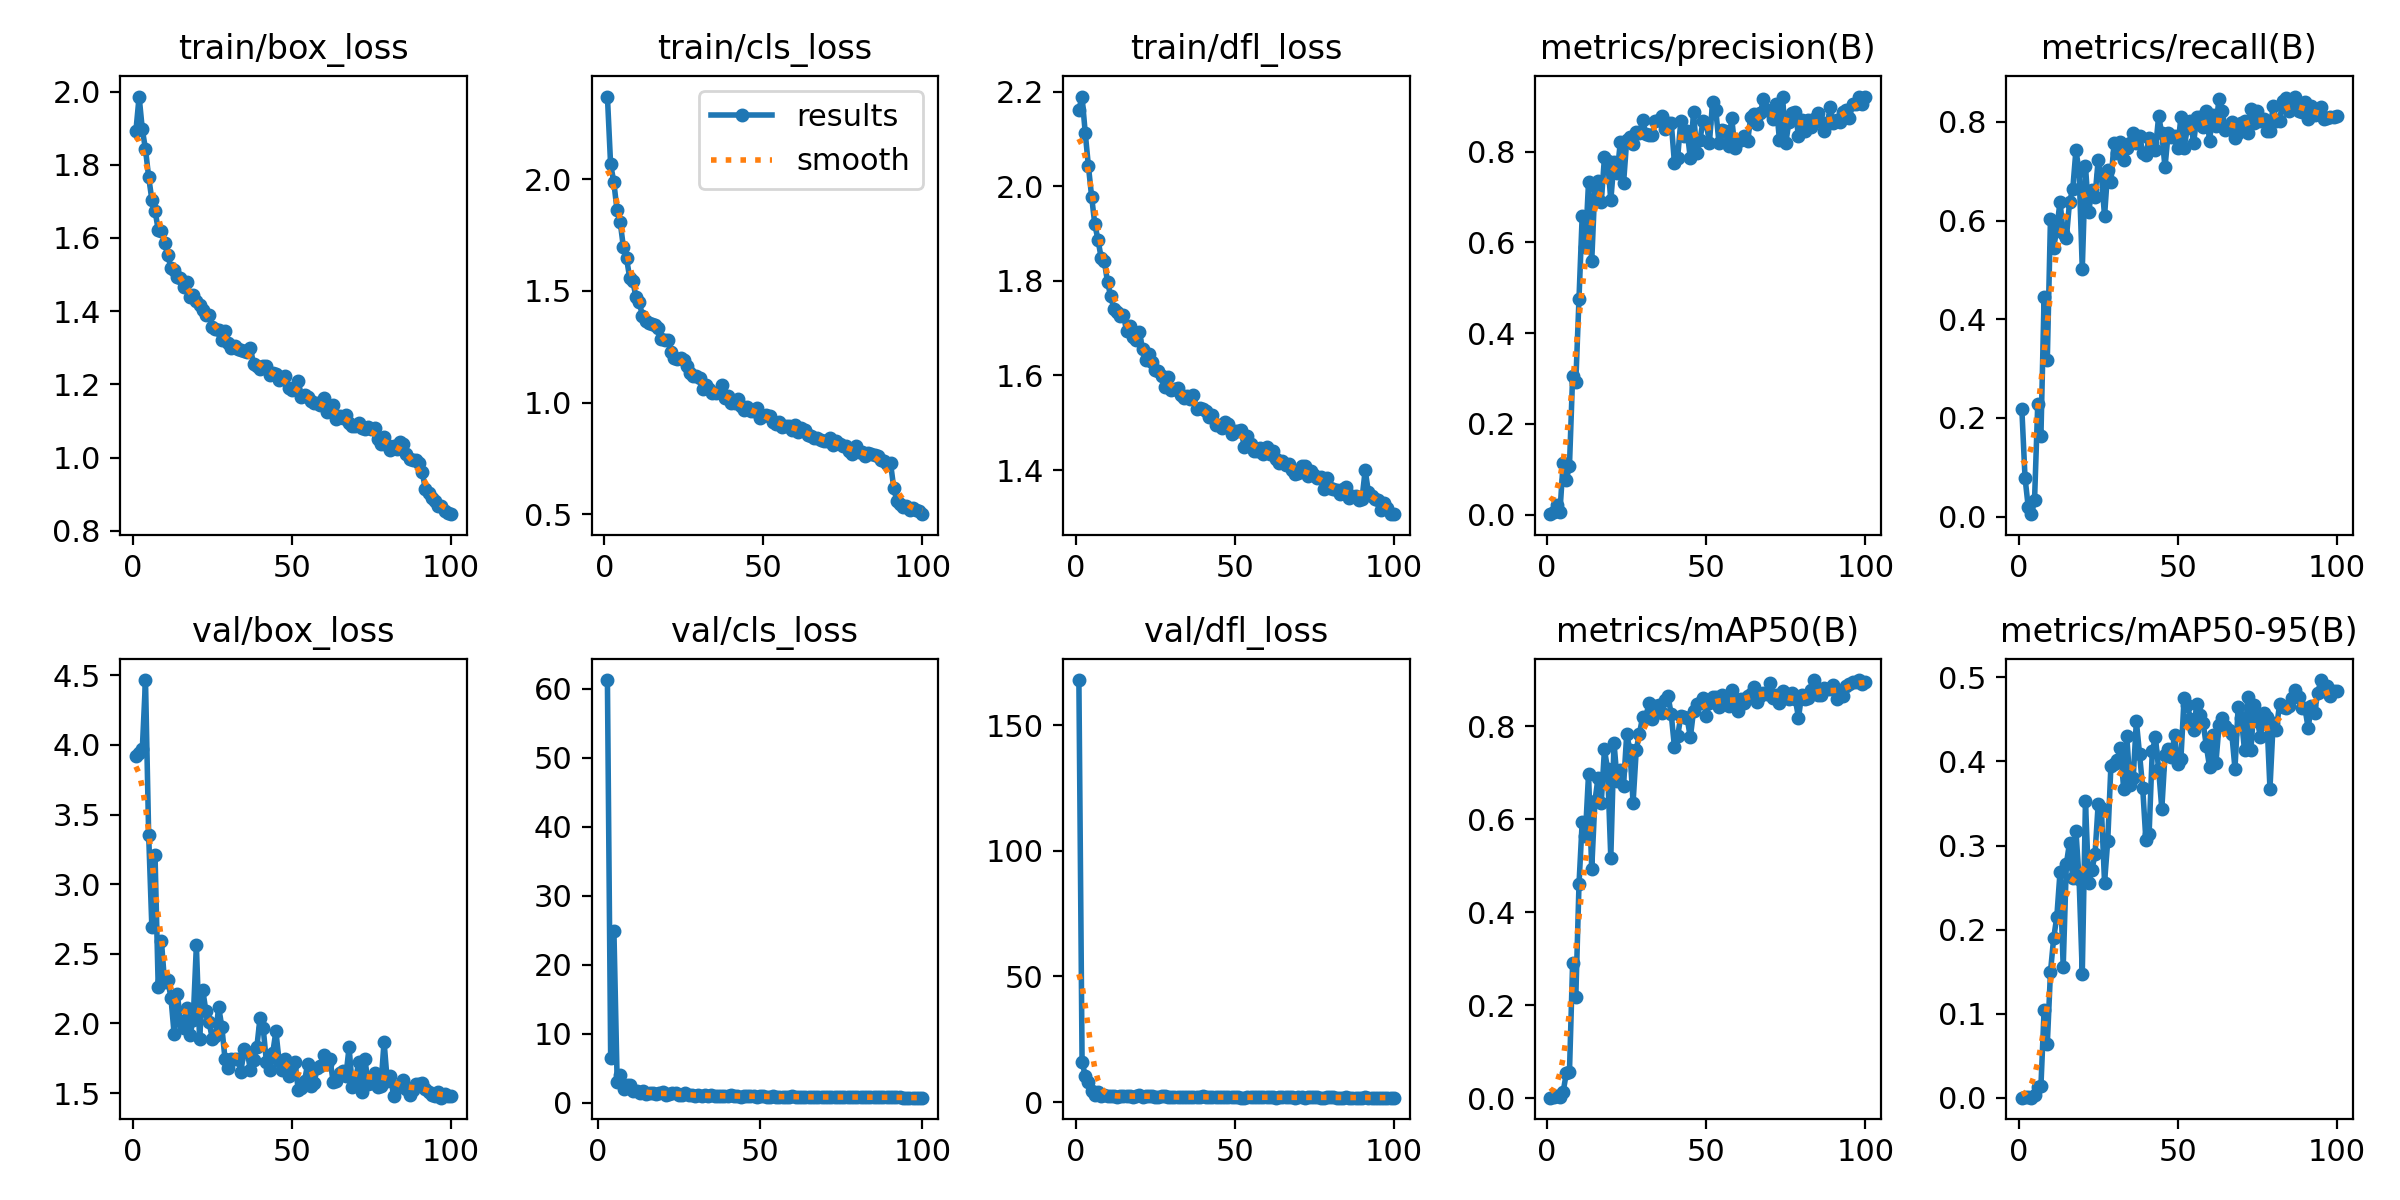 train/box_loss
2.0
1.8
1.6
1.4
1.2
1.0
0.8
0 50 100
train/cls_loss
results
smooth
2.0
1.5
1.0
0.5
0 50 100
train/dfl_loss
2.2
2.0
1.8
1.6
1.4
0 50 100
metrics/precision(B)
0.8
0.6
0.4
0.2
0.0
0 50 100
metrics/recall(B)
0.8
0.6
0.4
0.2
0.0
0 50 100
val/box_loss
4.5
4.0
3.5
3.0
2.5
2.0
1.5
0 50 100
val/cls_loss
60
50
40
30
20
10
0
0 50 100
val/dfl_loss
150
100
50
0
0 50 100
metrics/mAP50(B)
0.8
0.6
0.4
0.2
0.0
0 50 100
metrics/mAP50-95(B)
0.5
0.4
0.3
0.2
0.1
0.0
0 50 100